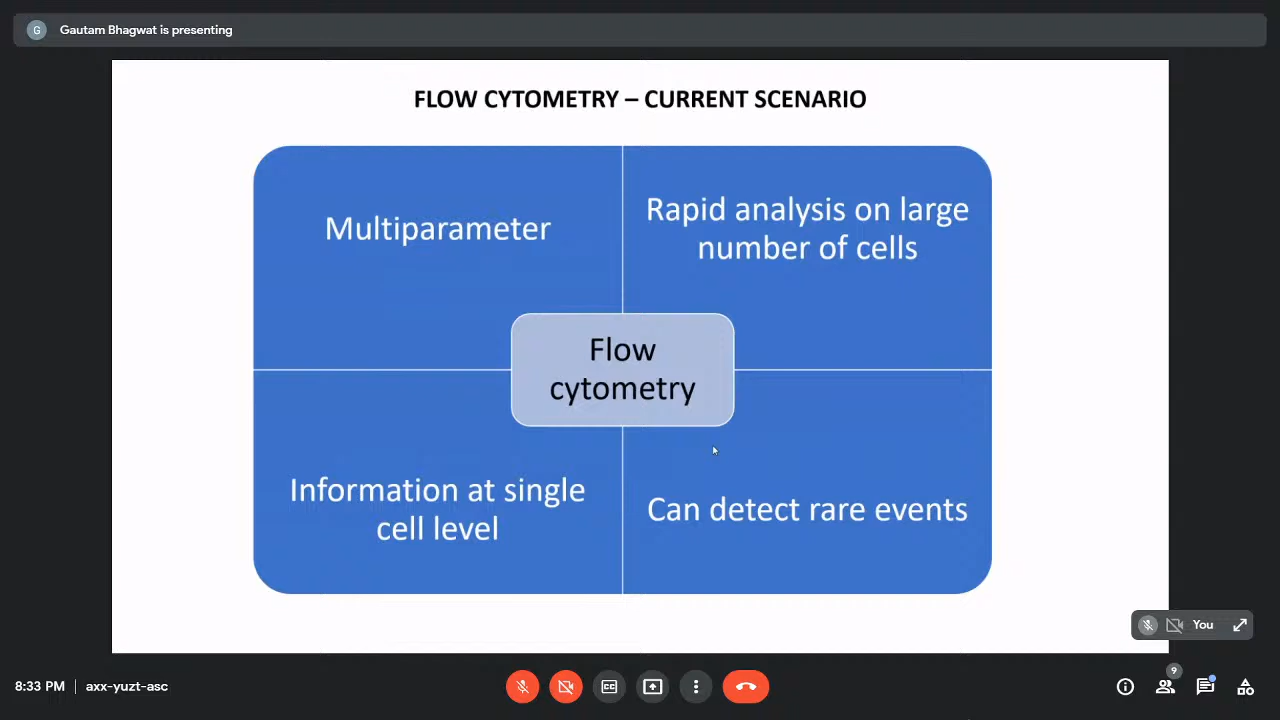 G
Gautam Bhagwat is presenting
FLOW CYTOMETRY – CURRENT SCENARIO
Multiparameter
Rapid analysis on large
number of cells
Flow
cytometry
Information at single
cell level
Can detect rare events
You
8:33 PM | axx-yuzt-asc
CC
9